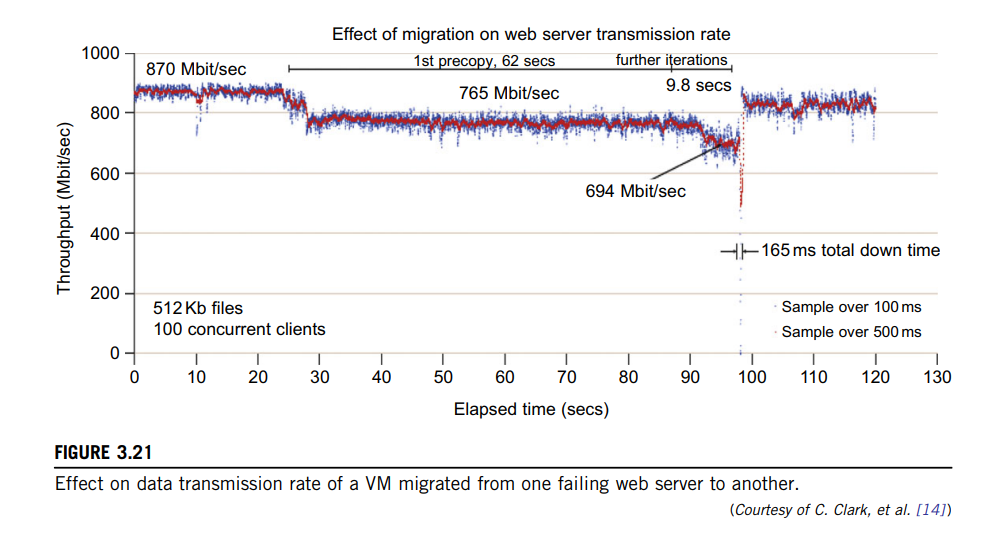 Effect of migration on web server transmission rate
1st precopy, 62 secs
further iterations
870 Mbit/sec
765 Mbit/sec
9.8 secs
694 Mbit/sec
165 ms total down time
512 Kb files
100 concurrent clients
Sample over 100 ms
Sample over 500 ms
Throughput (Mbit/sec)
1000
800
600
400
200
0
0 10 20 30 40 50 60 70 80 90 100 110 120 130
Elapsed time (secs)
FIGURE 3.21
Effect on data transmission rate of a VM migrated from one failing web server to another.
(Courtesy of C. Clark, et al. [14])